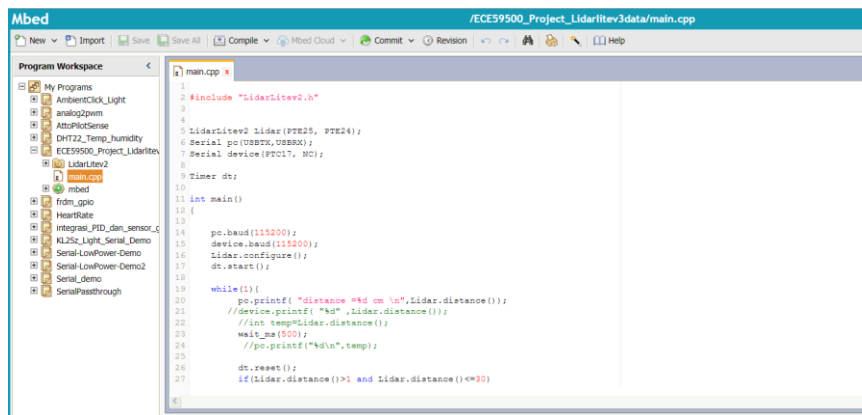 Mbed
/ECE59500_Project_Lidarlitev3data/main.cpp
New Import Save Save All Compile Mbed Cloud Commit Revision Help
Program Workspace <
My Programs
AmbientClick_Light
analog2pwm
AttoPilotSense
DHT22_Temp_humidity
ECE59500_Project_Lidarlitev
LidarLitev2
main.cpp
mbed
frdm_gpio
HeartRate
integrasi_PID_dan_sensor_g
KL25z_Light_Serial_Demo
Serial-LowPower-Demo
Serial-LowPower-Demo2
Serial_demo
SerialPassthrough
main.cpp x
1
2 #include "LidarLitev2.h"
3
4
5 LidarLitev2 Lidar(PTE25, PTE24);
6 Serial pc(USBTX,USBRX);
7 Serial device(PTC17, NC);
8
9 Timer dt;
10
11 int main()
12 {
13
14 pc.baud(115200);
15 device.baud(115200);
16 Lidar.configure();
17 dt.start();
18
19 while(1){
20 pc.printf( "distance =%d cm \n",Lidar.distance());
21 //device.printf( "%d" ,Lidar.distance());
22 //int temp=Lidar.distance();
23 wait_ms(500);
24 //pc.printf("%d\n",temp);
25
26 dt.reset();
27 if(Lidar.distance()>1 and Lidar.distance()<=30)